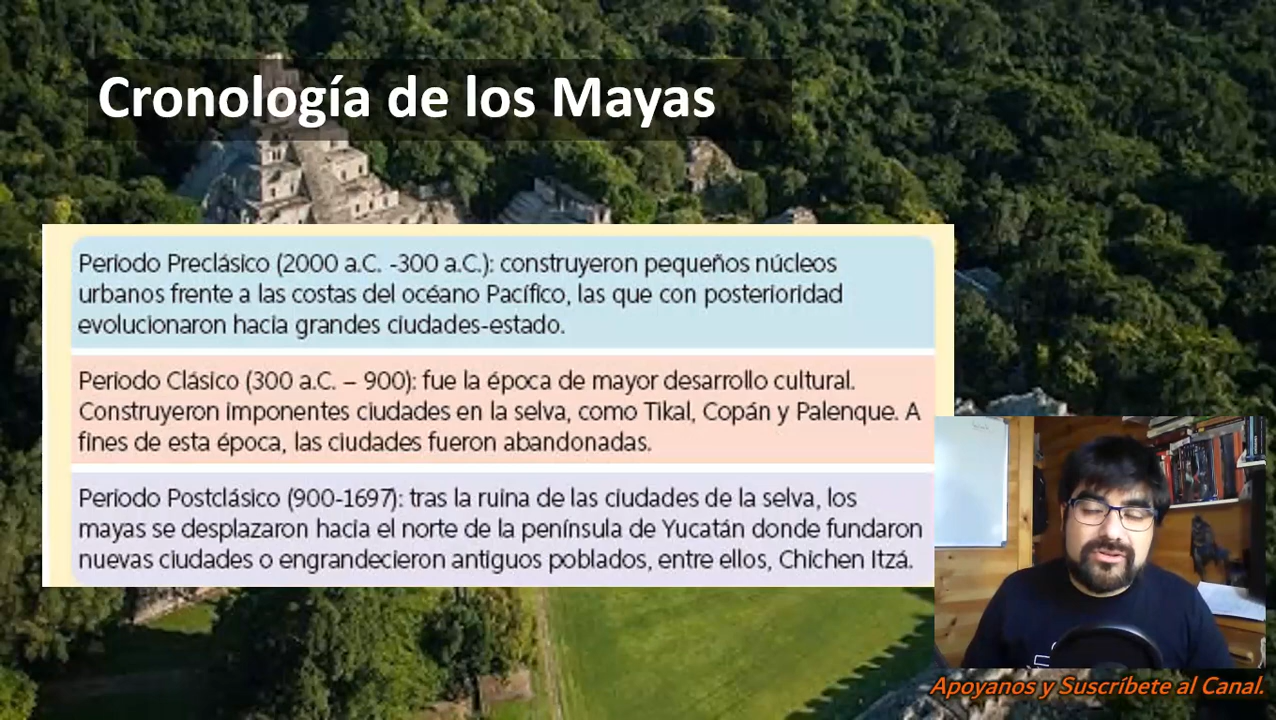 Cronología de los Mayas
Periodo Preclásico (2000 a.C. -300 a.C.): construyeron pequeños núcleos
urbanos frente a las costas del océano Pacífico, las que con posterioridad
evolucionaron hacia grandes ciudades-estado.
Periodo Clásico (300 a.C. – 900): fue la época de mayor desarrollo cultural.
Construyeron imponentes ciudades en la selva, como Tikal, Copán y Palenque. A
fines de esta época, las ciudades fueron abandonadas.
Periodo Postclásico (900-1697): tras la ruina de las ciudades de la selva, los
mayas se desplazaron hacia el norte de la península de Yucatán donde fundaron
nuevas ciudades o engrandecieron antiguos poblados, entre ellos, Chichen Itzá.
Apoyanos y Suscríbete al Canal.